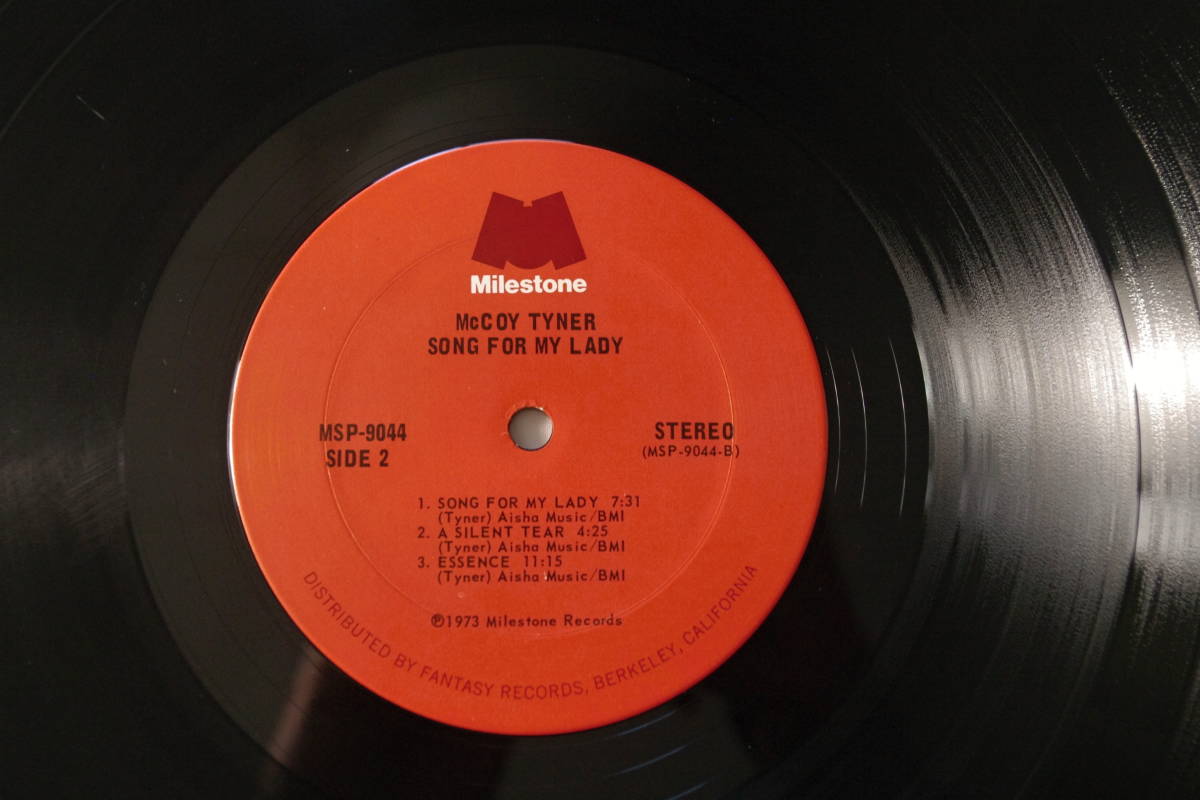 Milestone
McCOY TYNER
SONG FOR MY LADY
MSP-9044
SIDE 2
STEREO
(MSP-9044-B)
1. SONG FOR MY LADY 7:31
(Tyner) Aisha Music/BMI
2. A SILENT TEAR 4:25
(Tyner) Aisha Music/BMI
3. ESSENCE 11:15
(Tyner) Aisha Music/BMI
℗1973 Milestone Records
DISTRIBUTED BY FANTASY RECORDS, BERKELEY, CALIFORNIA